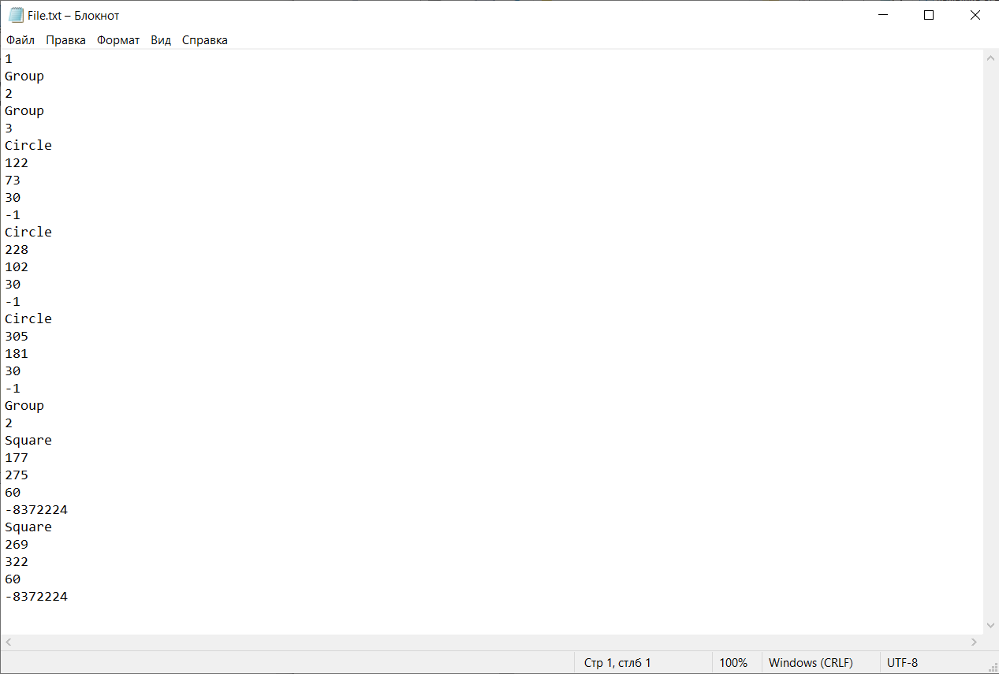 File.txt – Блокнот
Файл Правка Формат Вид Справка
1
Group
2
Group
3
Circle
122
73
30
-1
Circle
228
102
30
-1
Circle
305
181
30
-1
Group
2
Square
177
275
60
-8372224
Square
269
322
60
-8372224
Стр 1, стлб 1 100% Windows (CRLF) UTF-8